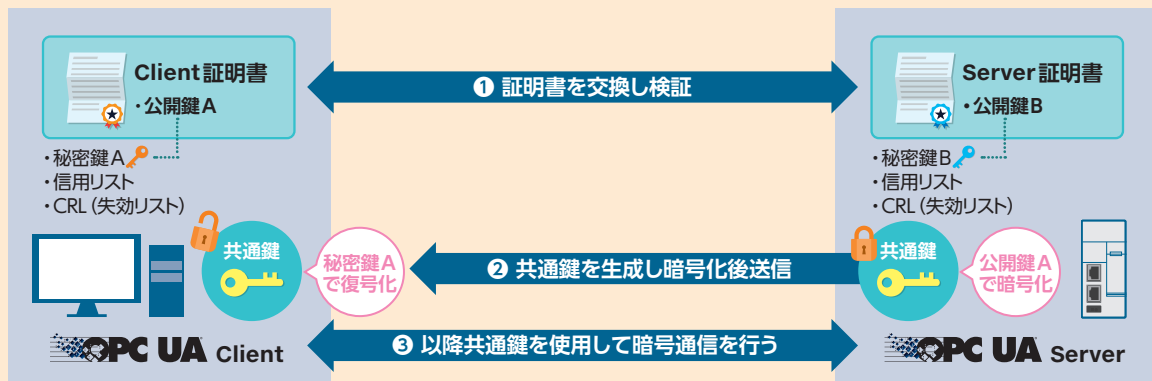 Client証明書
・公開鍵A
・秘密鍵A
・信用リスト
・CRL（失効リスト）
共通鍵
秘密鍵A
で復号化
OPC UA Client
❶ 証明書を交換し検証
❷ 共通鍵を生成し暗号化後送信
❸ 以降共通鍵を使用して暗号通信を行う
Server証明書
・公開鍵B
・秘密鍵B
・信用リスト
・CRL（失効リスト）
共通鍵
公開鍵A
で暗号化
OPC UA Server